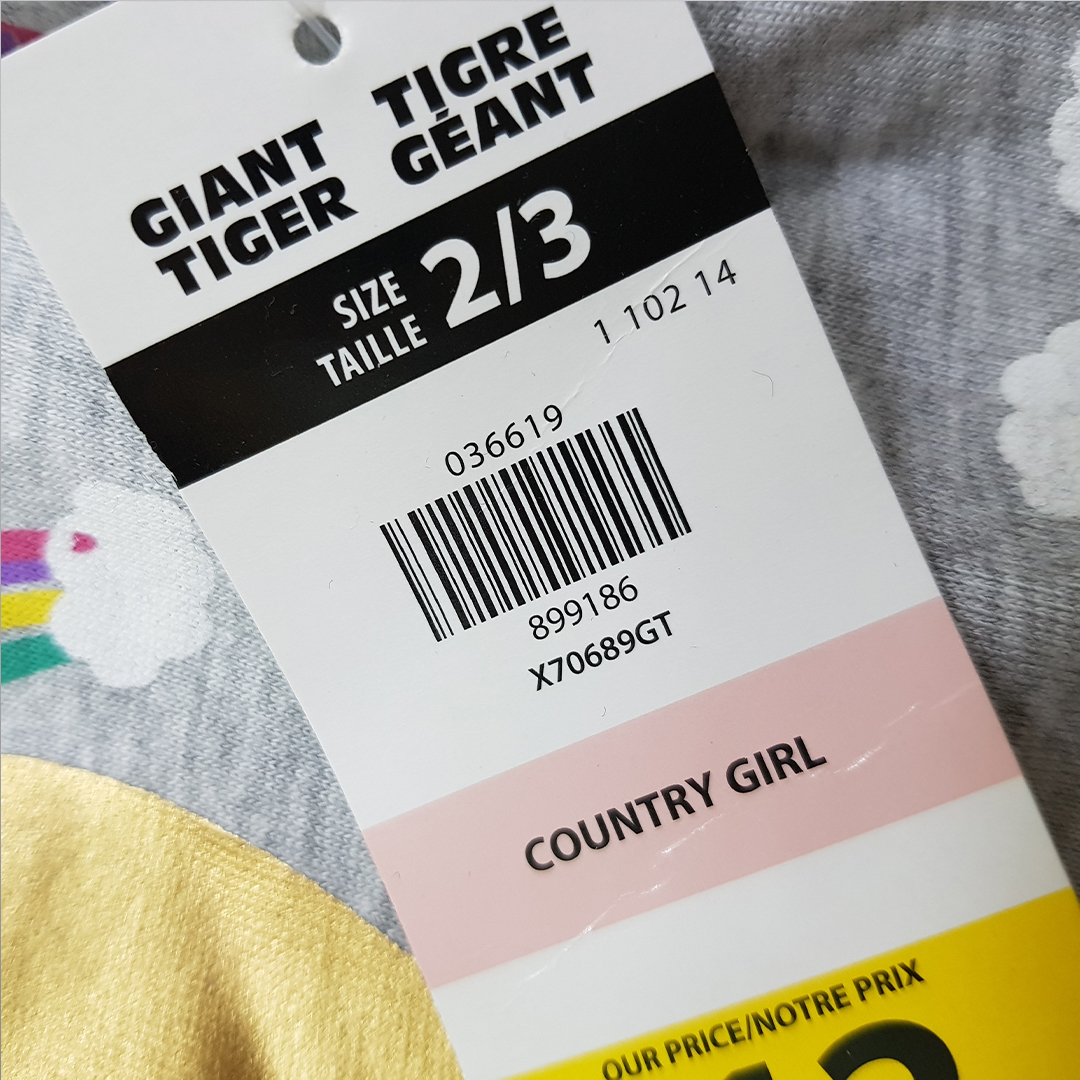 GIANT
TIGER
TIGRE
GÉANT
SIZE
TAILLE
2/3
1 102 14
036619
899186
X70689GT
COUNTRY GIRL
OUR PRICE/NOTRE PRIX